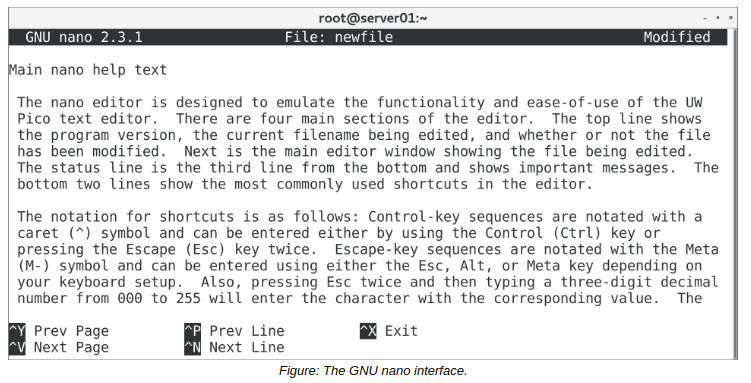 root@server01:~
GNU nano 2.3.1 File: newfile Modified
Main nano help text
The nano editor is designed to emulate the functionality and ease-of-use of the UW
Pico text editor.  There are four main sections of the editor.  The top line shows
the program version, the current filename being edited, and whether or not the file
has been modified.  Next is the main editor window showing the file being edited.
The status line is the third line from the bottom and shows important messages.  The
bottom two lines show the most commonly used shortcuts in the editor.
The notation for shortcuts is as follows: Control-key sequences are notated with a
caret (^) symbol and can be entered either by using the Control (Ctrl) key or
pressing the Escape (Esc) key twice.  Escape-key sequences are notated with the Meta
(M-) symbol and can be entered using either the Esc, Alt, or Meta key depending on
your keyboard setup.  Also, pressing Esc twice and then typing a three-digit decimal
number from 000 to 255 will enter the character with the corresponding value.  The
^Y Prev Page ^P Prev Line ^X Exit
^V Next Page ^N Next Line
Figure: The GNU nano interface.